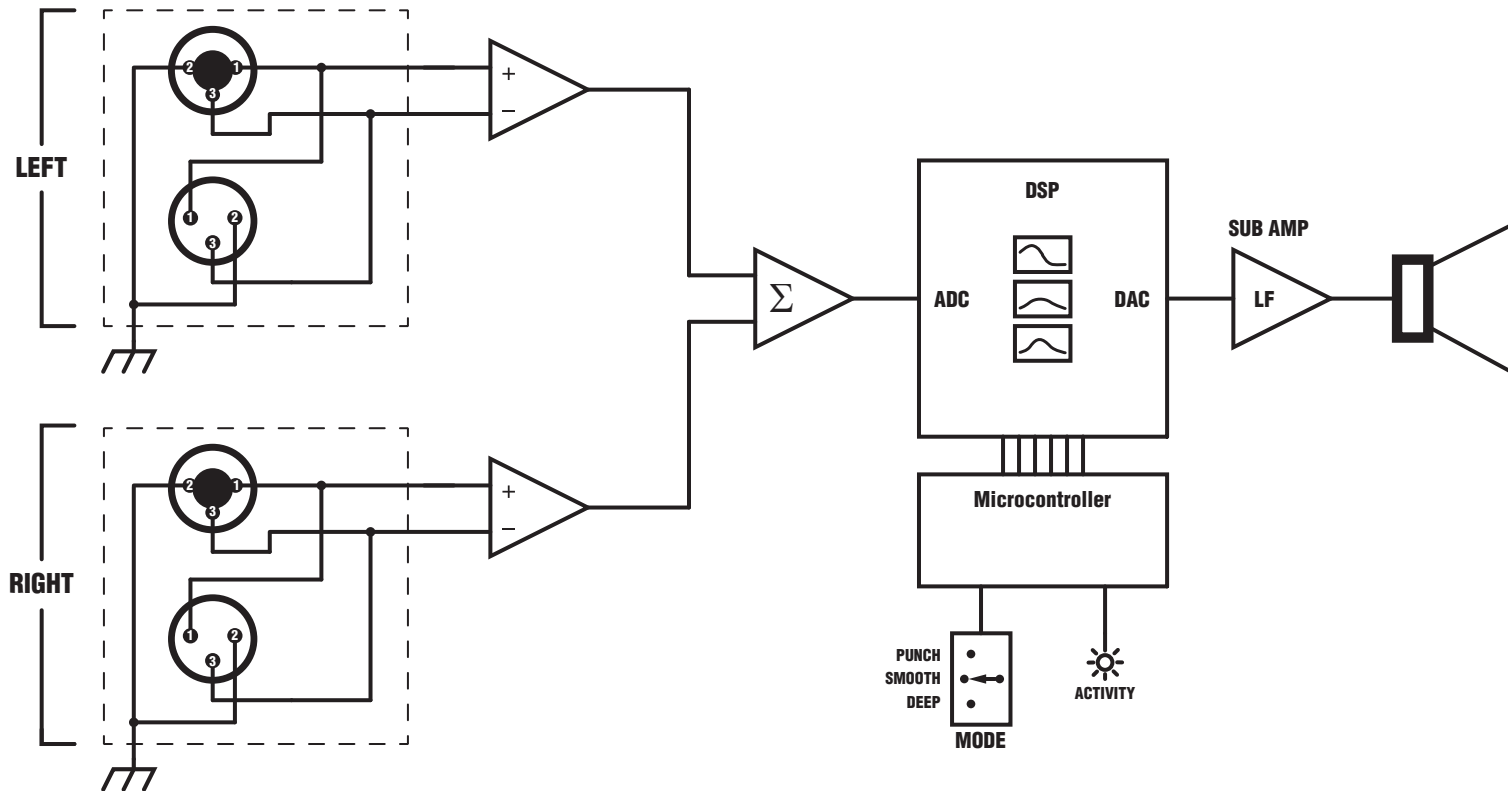 2 1
3
+
−
LEFT
1 2
3
DSP
SUB AMP
Σ
ADC
DAC
LF
2 1
3
+
−
Microcontroller
RIGHT
1 2
3
PUNCH
SMOOTH
DEEP
MODE
ACTIVITY